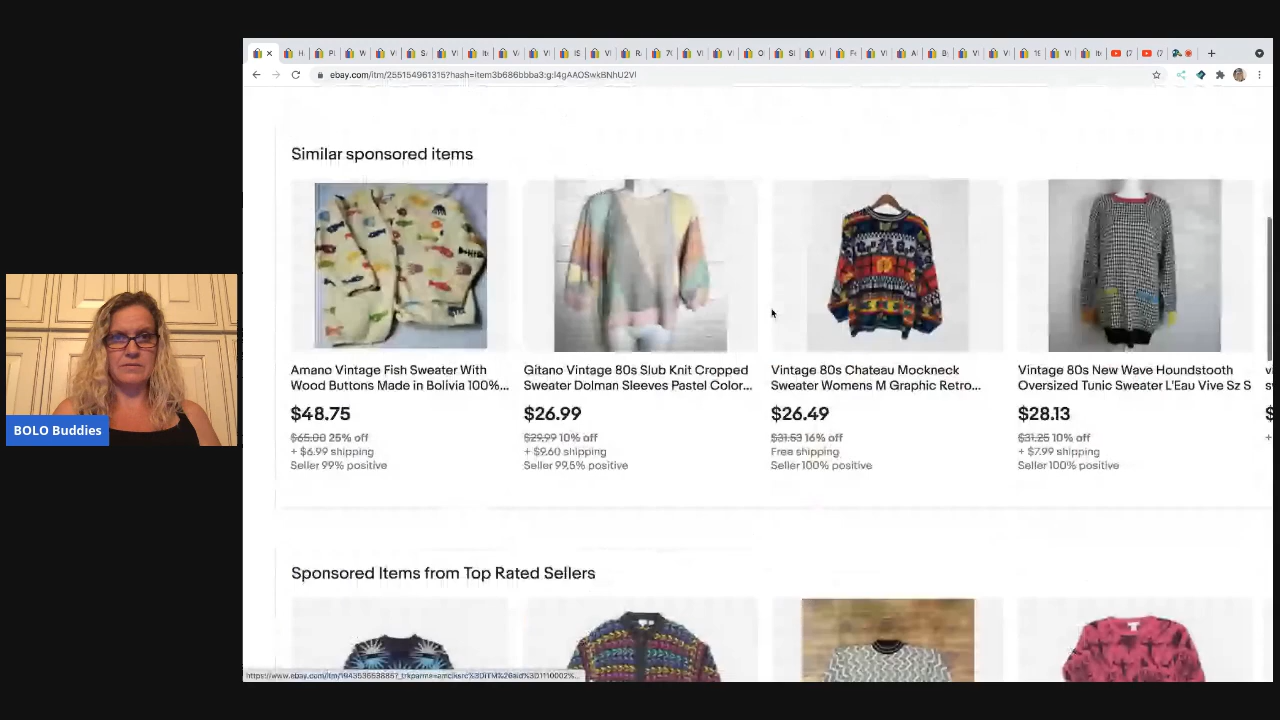 ebay.com/itm/255154961315?hash=item3b686bbba3:g:l4gAAOSwkBNhU2Vl
Similar sponsored items
Amano Vintage Fish Sweater With
Wood Buttons Made in Bolivia 100%...
$48.75
$65.00 25% off
+ $6.99 shipping
Seller 99% positive
Gitano Vintage 80s Slub Knit Cropped
Sweater Dolman Sleeves Pastel Color...
$26.99
$29.99 10% off
+ $9.60 shipping
Seller 99.5% positive
Vintage 80s Chateau Mockneck
Sweater Womens M Graphic Retro...
$26.49
$31.53 16% off
Free shipping
Seller 100% positive
Vintage 80s New Wave Houndstooth
Oversized Tunic Sweater L'Eau Vive Sz S
$28.13
$31.25 10% off
+ $7.99 shipping
Seller 100% positive
BOLO Buddies
Sponsored Items from Top Rated Sellers